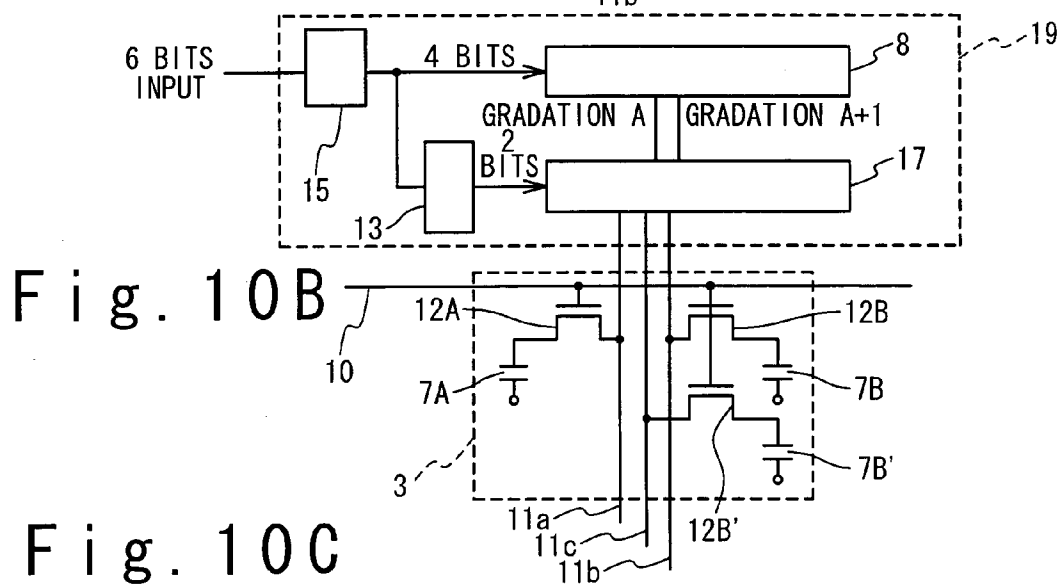 11b
19
6 BITS
INPUT
4 BITS
8
GRADATION A
GRADATION A+1
2
BITS
15
13
17
Fig. 10B
12A
12B
10
7A
7B
3
7B'
11a
12B'
11c
11b
Fig. 10C